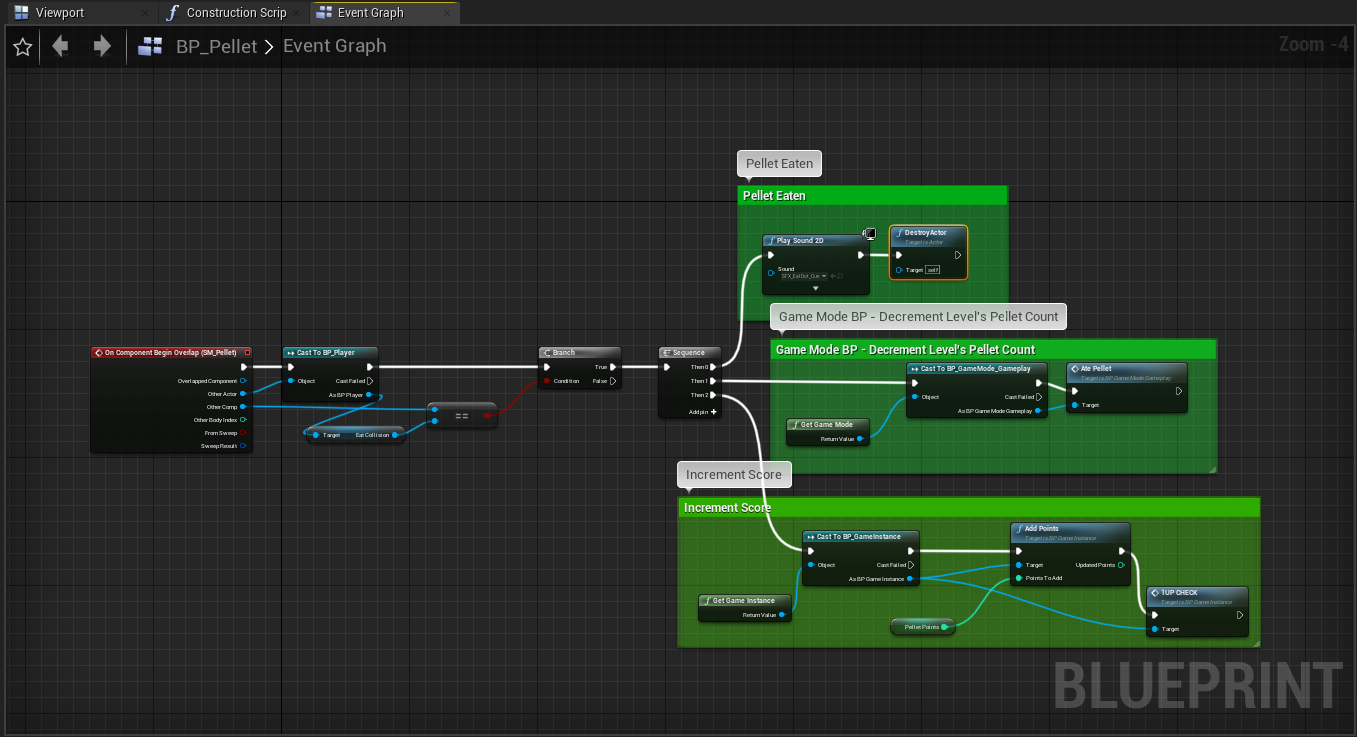 Viewport
Construction Scrip
Event Graph
BP_Pellet > Event Graph
Zoom -4
Pellet Eaten
Pellet Eaten
Play Sound 2D
Sound
SFX_EatDot_Cue
DestroyActor
Target is Actor
Target self
Game Mode BP - Decrement Level's Pellet Count
Game Mode BP - Decrement Level's Pellet Count
On Component Begin Overlap (SM_Pellet)
Overlapped Component
Other Actor
Other Comp
Other Body Index
From Sweep
Sweep Result
Cast To BP_Player
Object
Cast Failed
As BP Player
Target
Eat Collision
==
Branch
True
Condition
False
Sequence
Then 0
Then 1
Then 2
Add pin +
Cast To BP_GameMode_Gameplay
Object
Cast Failed
As BP Game Mode Gameplay
Ate Pellet
Target is BP Game Mode Gameplay
Target
Get Game Mode
Return Value
Increment Score
Increment Score
Cast To BP_GameInstance
Object
Cast Failed
As BP Game Instance
Add Points
Target is BP Game Instance
Target
Updated Points
Points To Add
Get Game Instance
Return Value
Pellet Points
1UP CHECK
Target is BP Game Instance
Target
BLUEPRINT